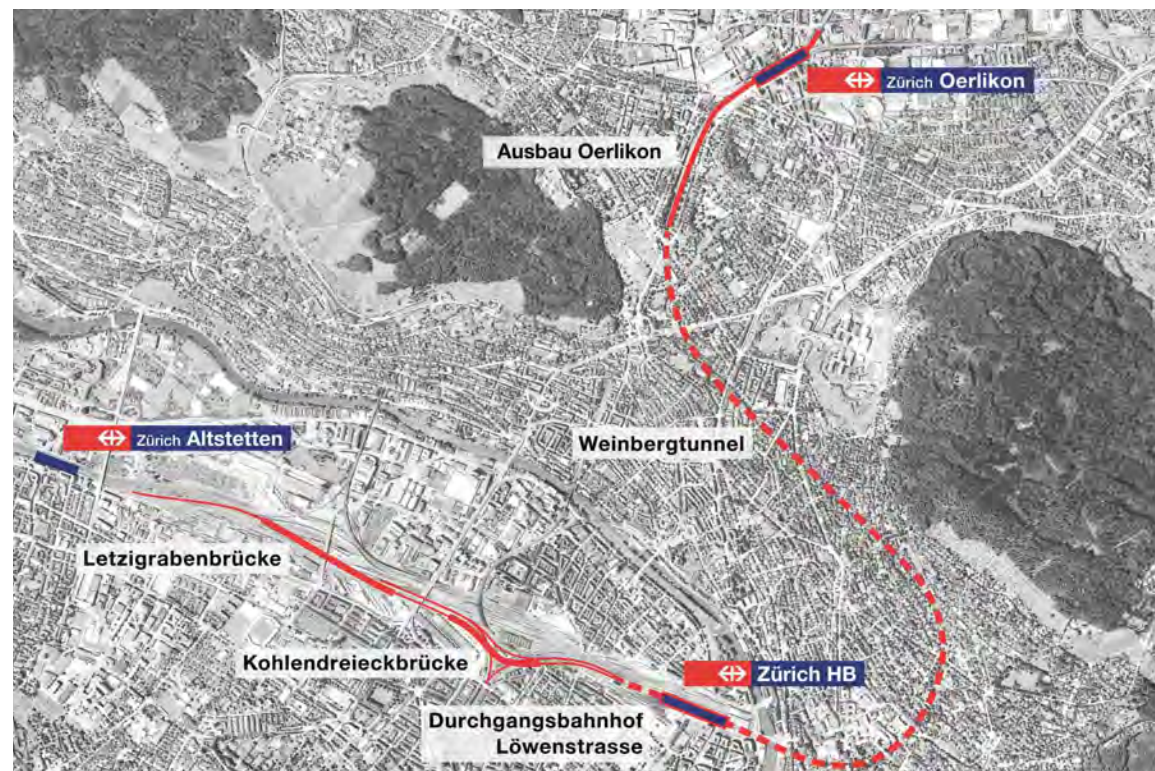 Zürich Oerlikon
Ausbau Oerlikon
Zürich Altstetten
Weinbergtunnel
Letzigrabenbrücke
Kohlendreieckbrücke
Zürich HB
Durchgangsbahnhof
Löwenstrasse